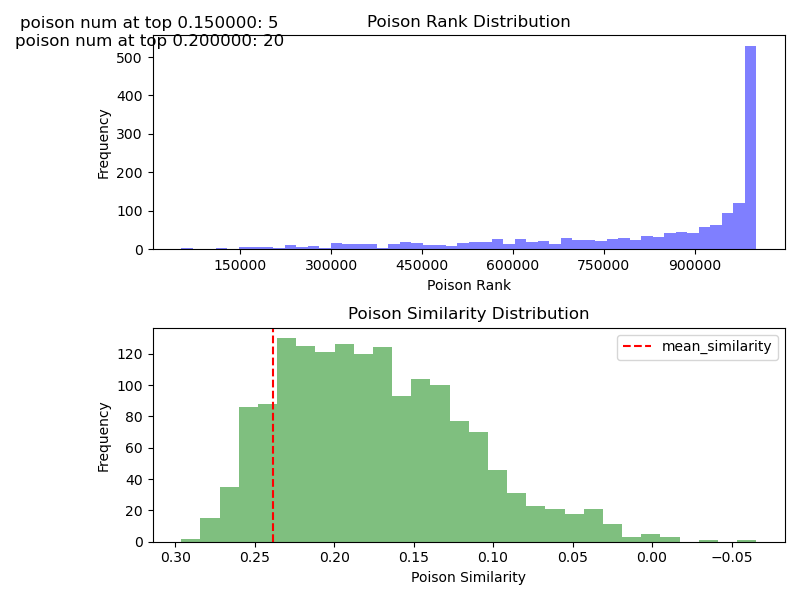 poison num at top 0.150000: 5
poison num at top 0.200000: 20
Poison Rank Distribution
Frequency
500
400
300
200
100
0
150000 300000 450000 600000 750000 900000
Poison Rank
Poison Similarity Distribution
mean_similarity
Frequency
120
100
80
60
40
20
0
0.30 0.25 0.20 0.15 0.10 0.05 0.00 −0.05
Poison Similarity